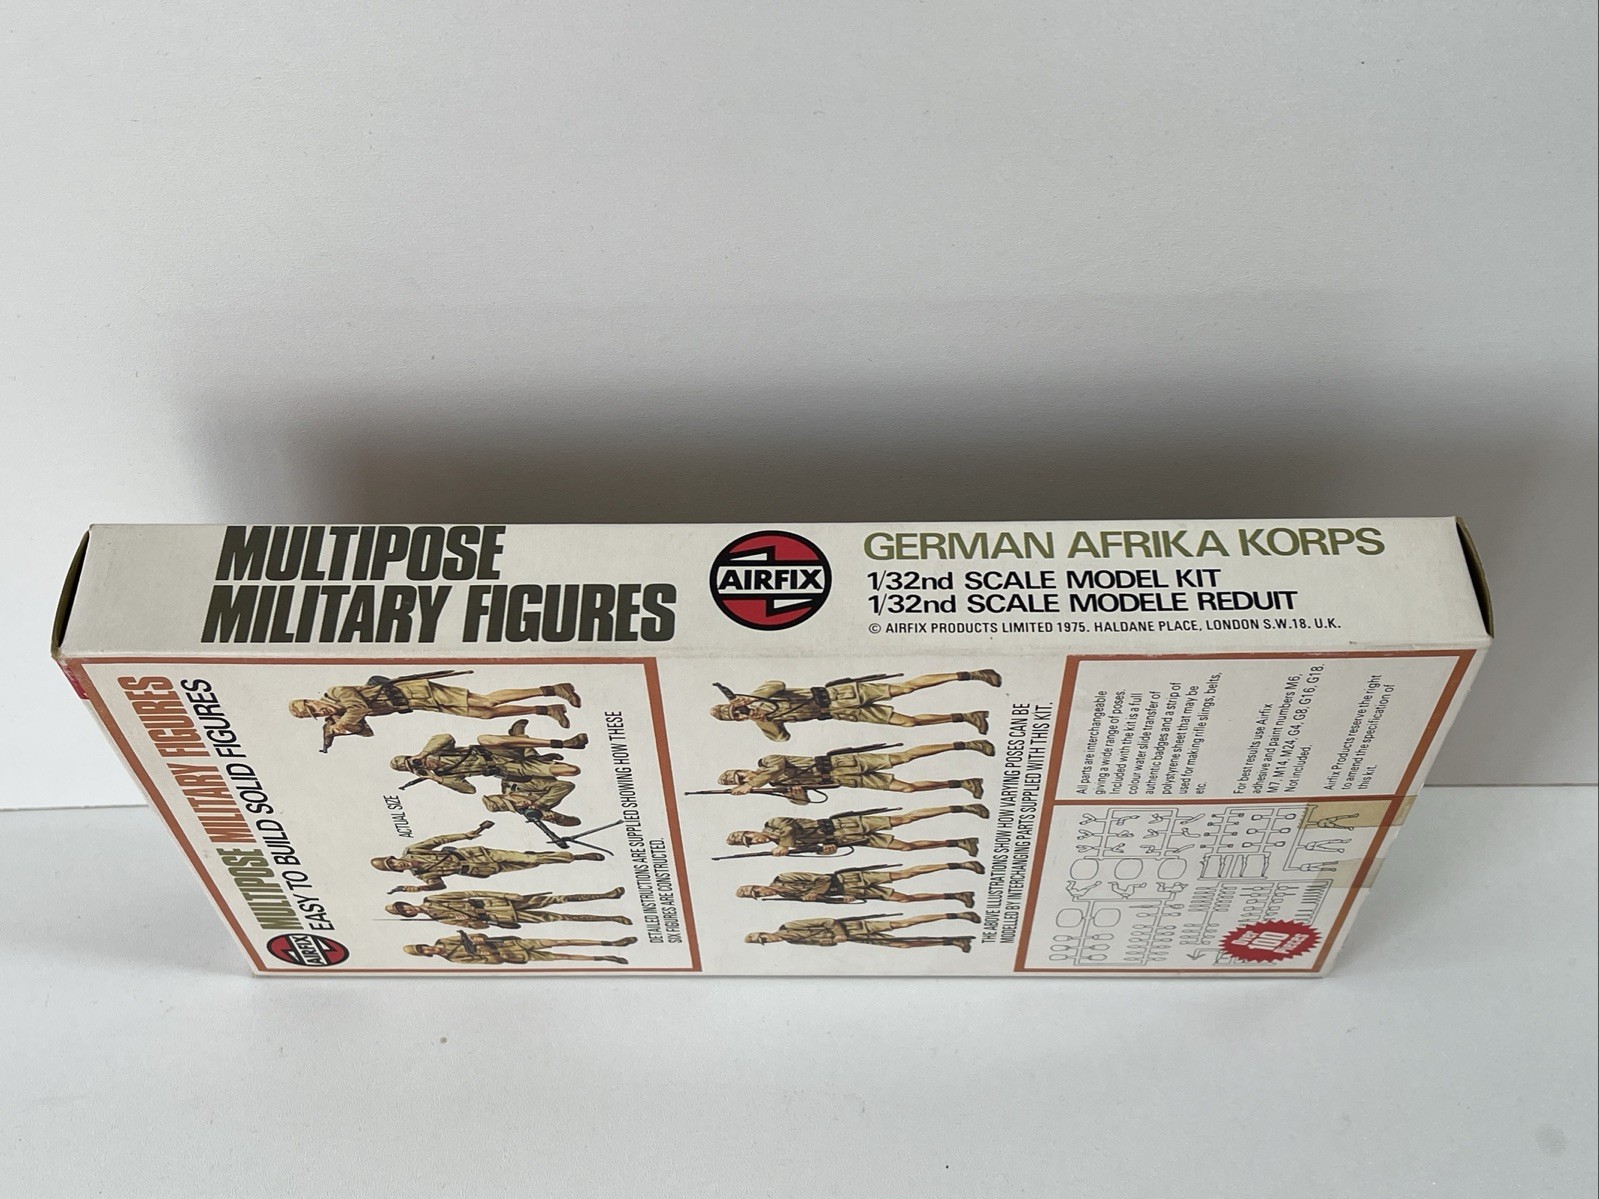 MULTIPOSE
MILITARY FIGURES
AIRFIX
GERMAN AFRIKA KORPS
1/32nd SCALE MODEL KIT
1/32nd SCALE MODELE REDUIT
© AIRFIX PRODUCTS LIMITED 1975. HALDANE PLACE, LONDON S.W.18. U.K.
AIRFIX
MULTIPOSE MILITARY FIGURES MILITARY FIGURES
EASY TO BUILD SOLID FIGURES
ACTUAL SIZE
DETAILED INSTRUCTIONS ARE SUPPLIED SHOWING HOW THESE
SIX FIGURES ARE CONSTRUCTED.
THE ABOVE ILLUSTRATIONS SHOW HOW VARYING POSES CAN BE
MODELED BY INTERCHANGING PARTS SUPPLIED WITH THIS KIT.
All parts are interchangeable
giving a wide range of poses.
Included with the kit is a full
colour water slide transfer of
authentic badges and a strip of
polystyrene sheet that may be
used for making rifle slings, belts,
etc.
For best results use Airfix
adhesive and paint numbers M6,
M7, M14, M24, G4, G8, G16, G18.
Not included.
Airfix Products reserve the right
to amend the specification of
this kit.
Over
100
PIECES